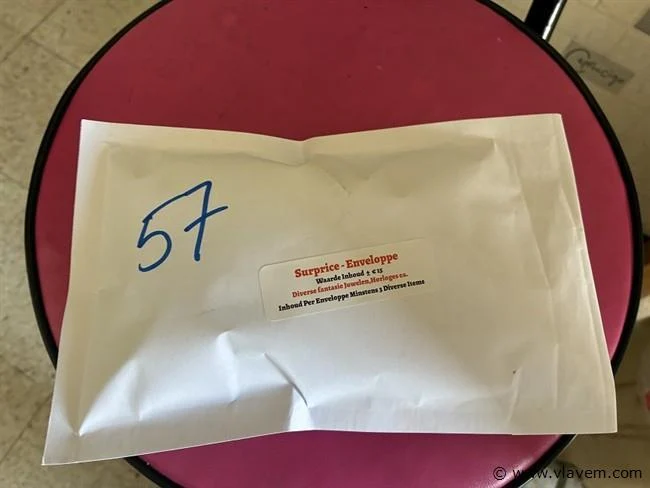 57
Surprice - Enveloppe
Waarde Inhoud ± € 15
Diverse fantasie Juwelen,Horloges ea.
Inhoud Per Enveloppe Minstens 3 Diverse Items
© www.vlavem.com